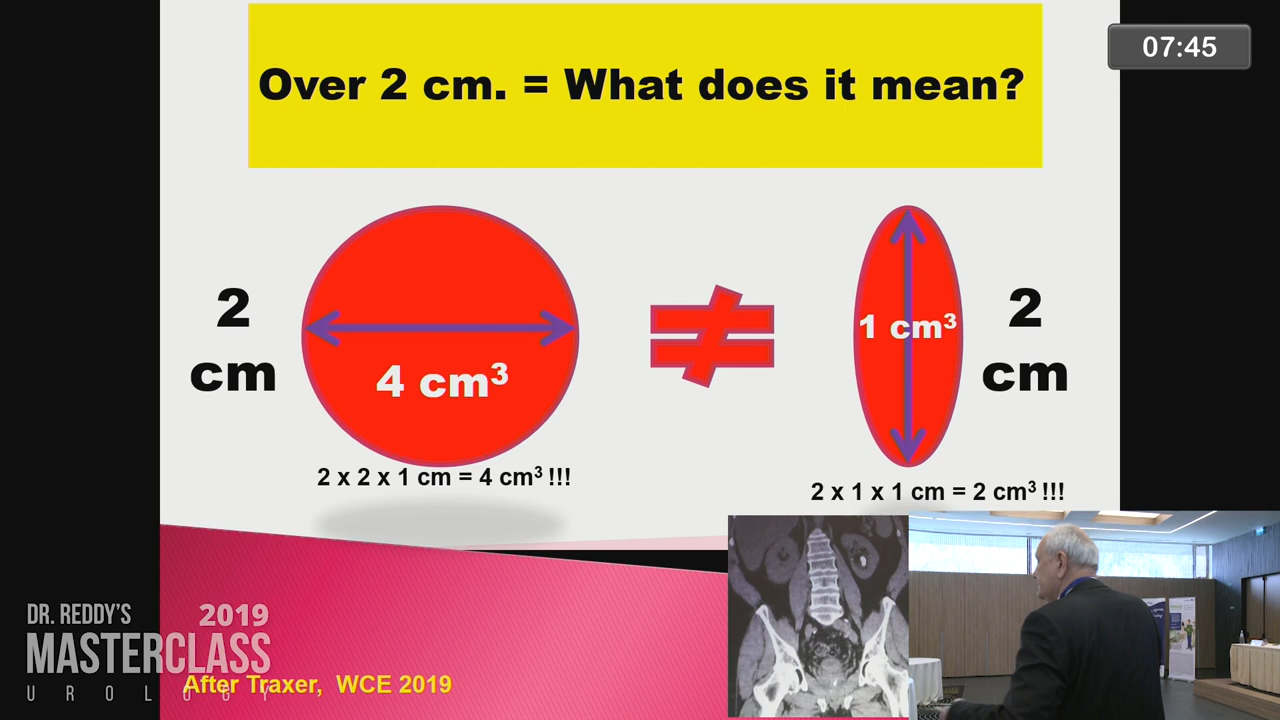 Over 2 cm. = What does it mean?
07:45
2
cm
4 cm³
2 x 2 x 1 cm = 4 cm³ !!!
≠
1 cm³
2
cm
2 x 1 x 1 cm = 2 cm³ !!!
DR. REDDY'S 2019
MASTERCLASS
UROLOGY
After Traxer, WCE 2019